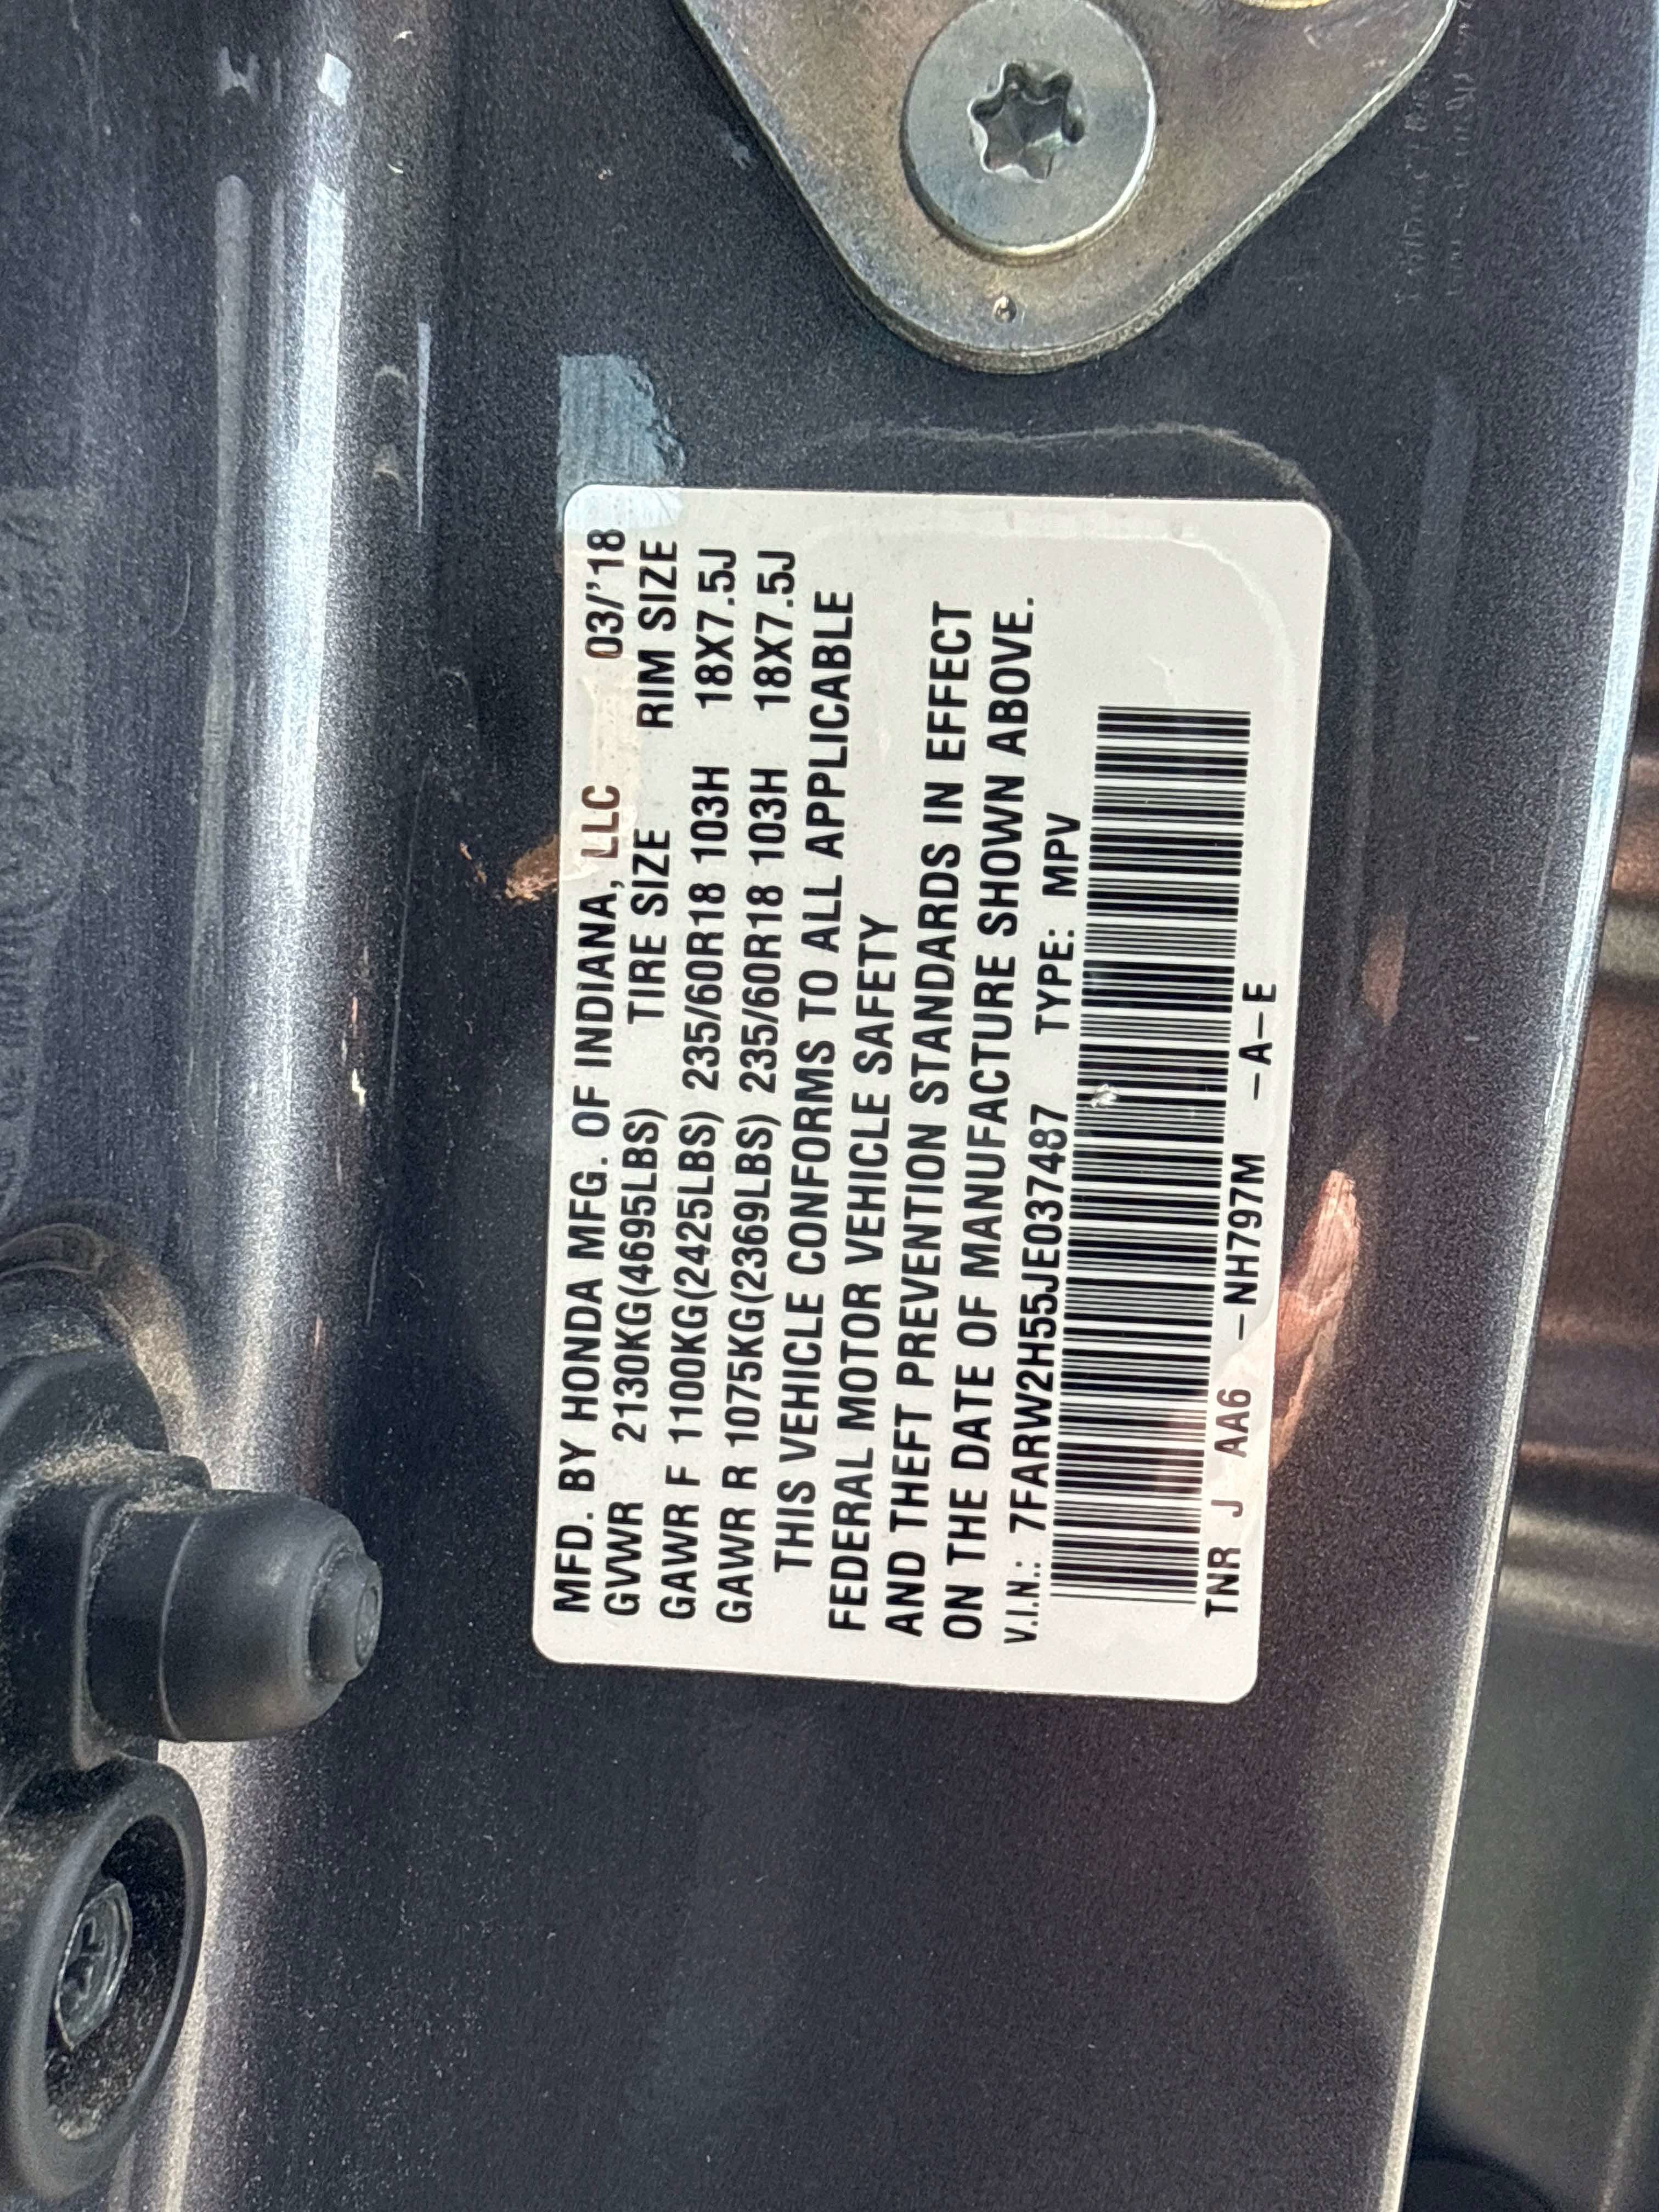 MFD. BY HONDA MFG. OF INDIANA, LLC 03/'18
GVWR 2130KG(4695LBS) TIRE SIZE RIM SIZE
GAWR F 1100KG(2425LBS) 235/60R18 103H 18X7.5J
GAWR R 1075KG(2369LBS) 235/60R18 103H 18X7.5J
THIS VEHICLE CONFORMS TO ALL APPLICABLE
FEDERAL MOTOR VEHICLE SAFETY
AND THEFT PREVENTION STANDARDS IN EFFECT
ON THE DATE OF MANUFACTURE SHOWN ABOVE.
V.I.N.: 7FARW2H55JE037487 TYPE: MPV
TNR J AA6 –NH797M –A–E